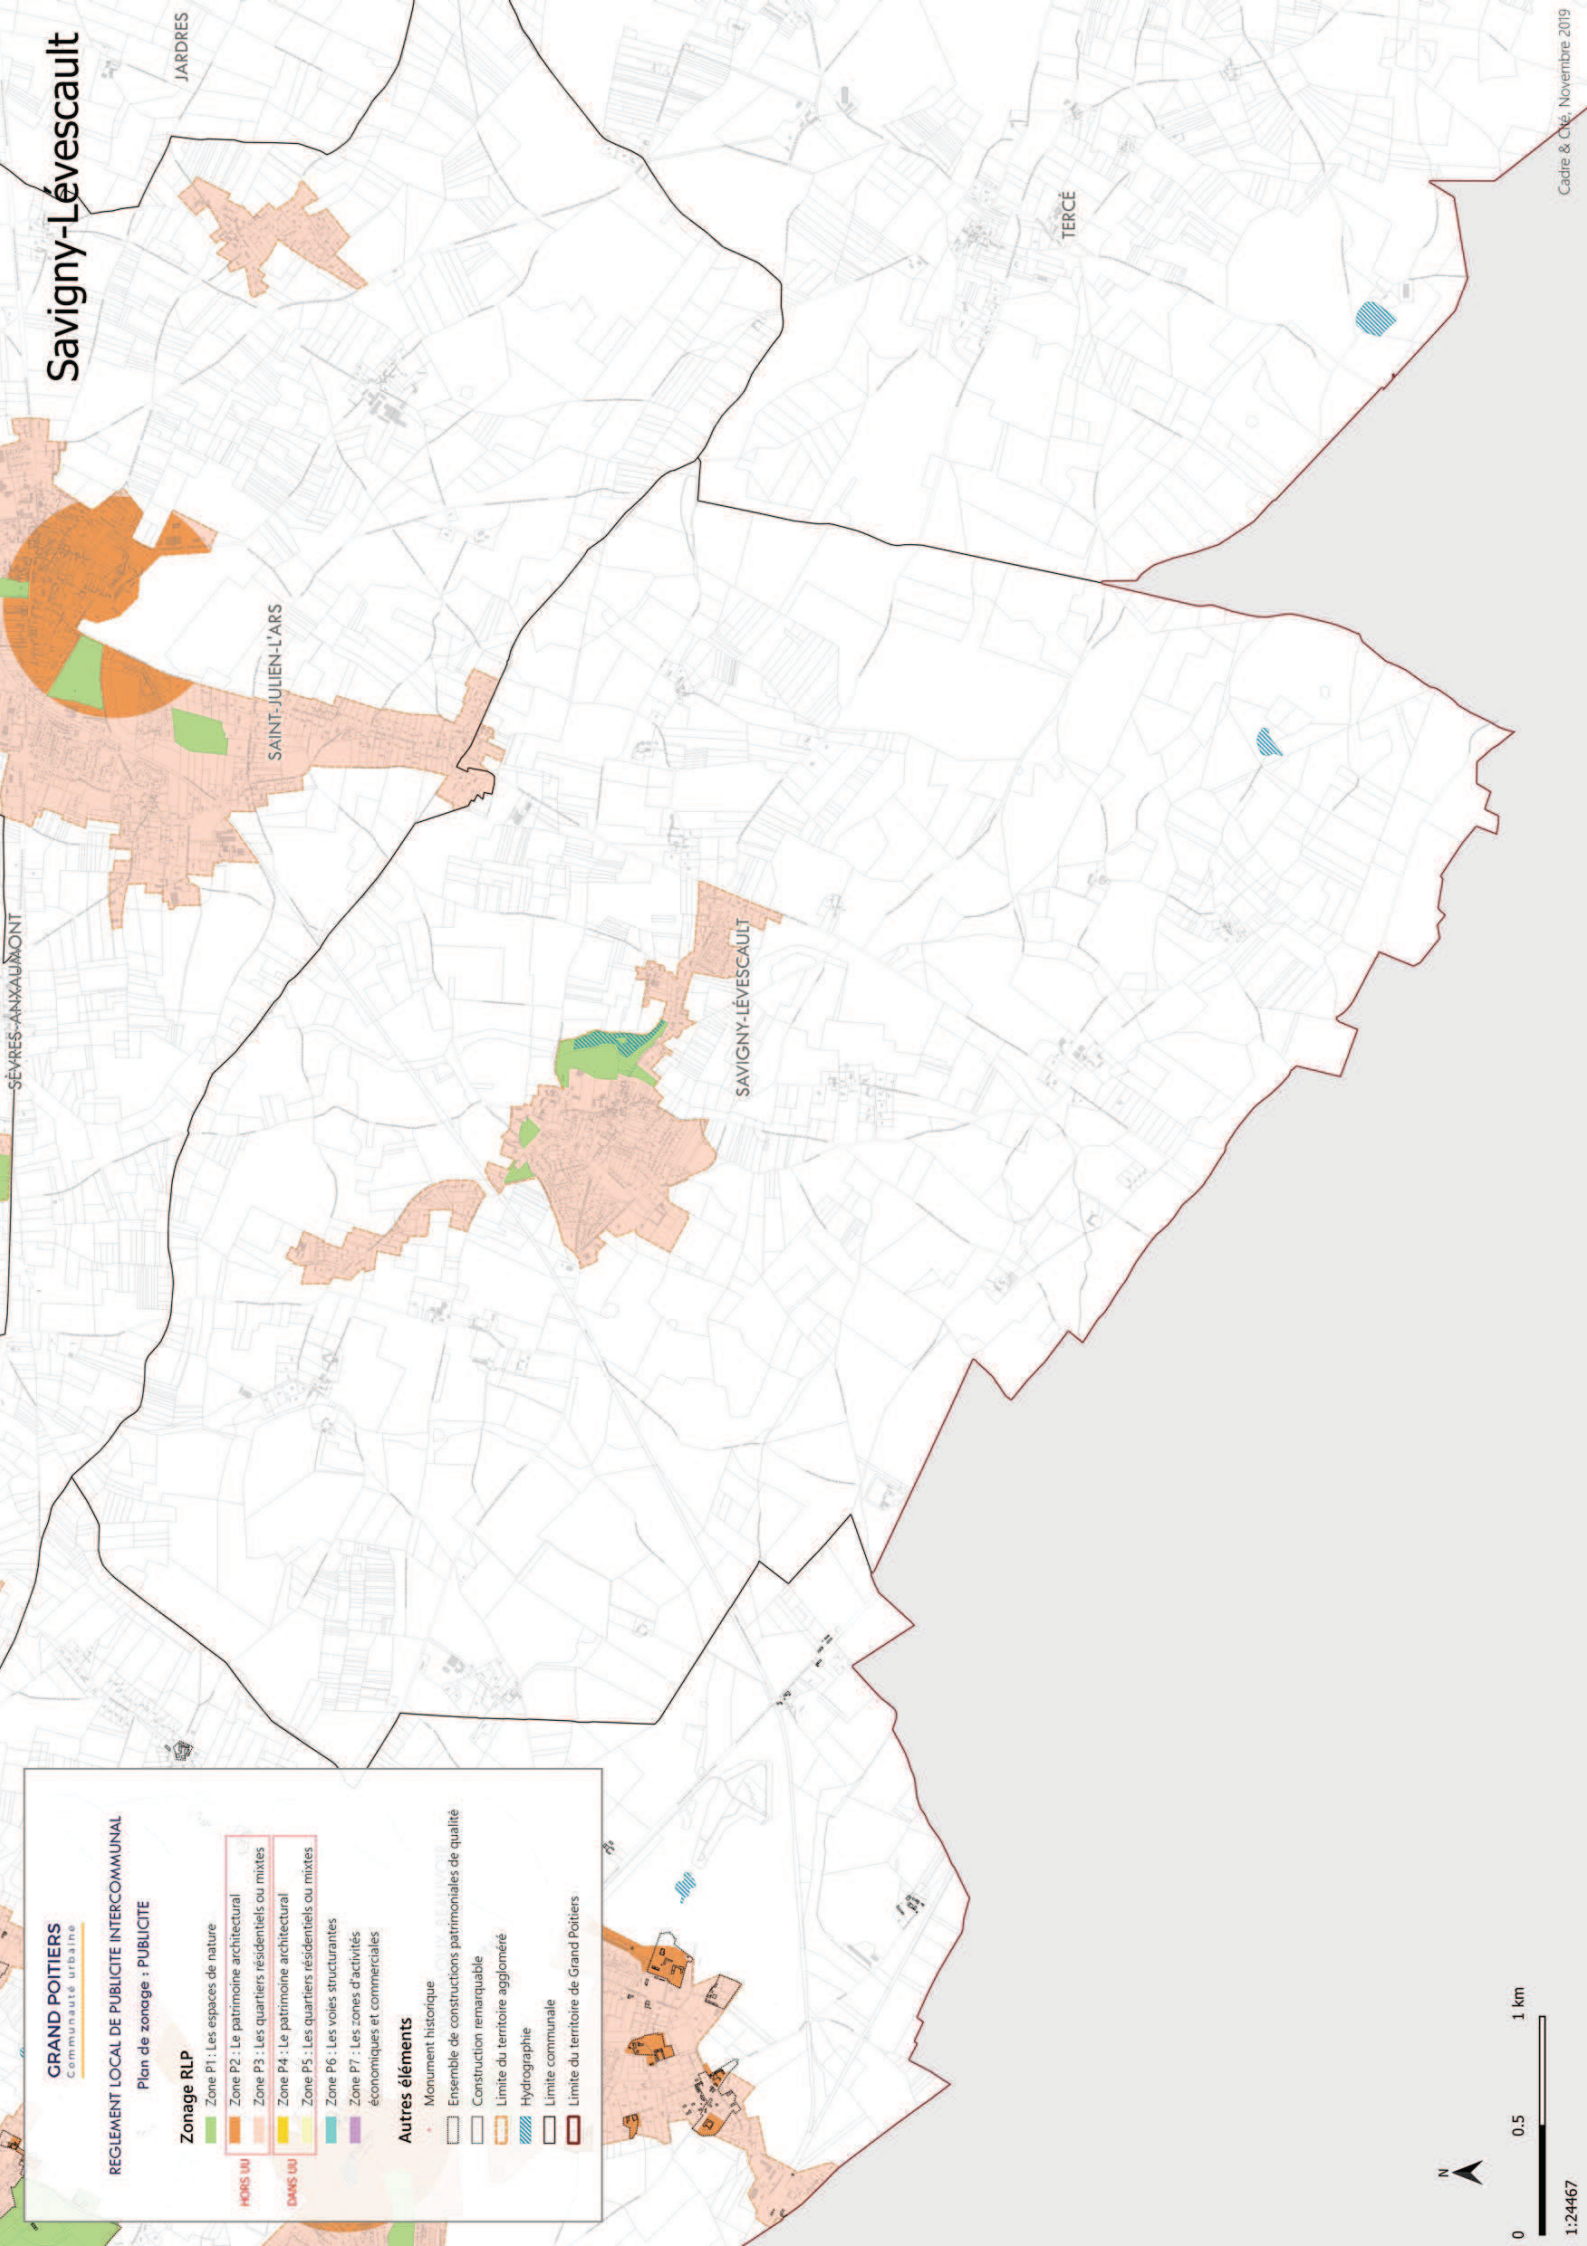 Savigny-Lévescault
JARDRES
SAINT-JULIEN-L'ARS
SÈVRES-ANXAUMONT
TERCÉ
SAVIGNY-LÉVESCAULT
GRAND POITIERS
Communauté urbaine
REGLEMENT LOCAL DE PUBLICITE INTERCOMMUNAL
Plan de zonage : PUBLICITE
Zonage RLP
Zone P1 : Les espaces de nature
HORS UU
Zone P2 : Le patrimoine architectural
Zone P3 : Les quartiers résidentiels ou mixtes
DANS UU
Zone P4 : Le patrimoine architectural
Zone P5 : Les quartiers résidentiels ou mixtes
Zone P6 : Les voies structurantes
Zone P7 : Les zones d'activités
économiques et commerciales
Autres éléments
Monument historique
Ensemble de constructions patrimoniales de qualité
Construction remarquable
Limite du territoire aggloméré
Hydrographie
Limite communale
Limite du territoire de Grand Poitiers
N
0 0.5 1 km
1:24467
Cadre & Cité, Novembre 2019